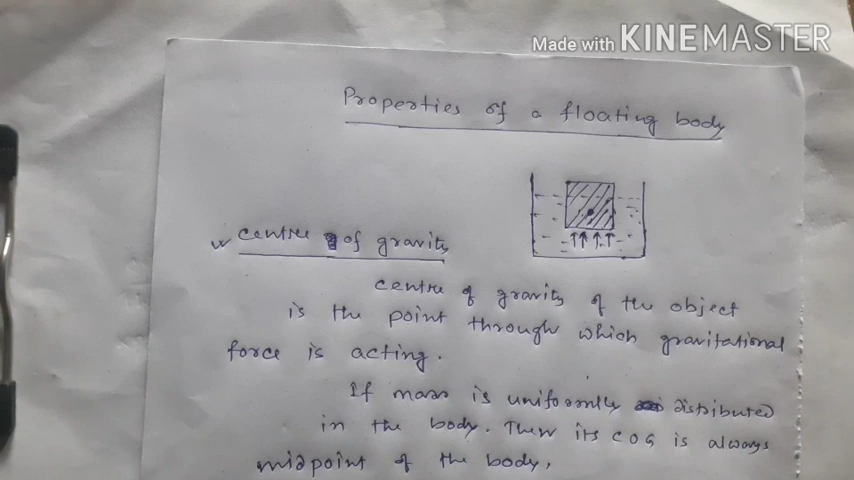 Made with KINEMASTER
Properties of a floating body
centre of gravity
centre of gravity of the object
is the point through which gravitational
force is acting.
If mass is uniformly distributed
in the body. Then its COG is always
midpoint of the body.